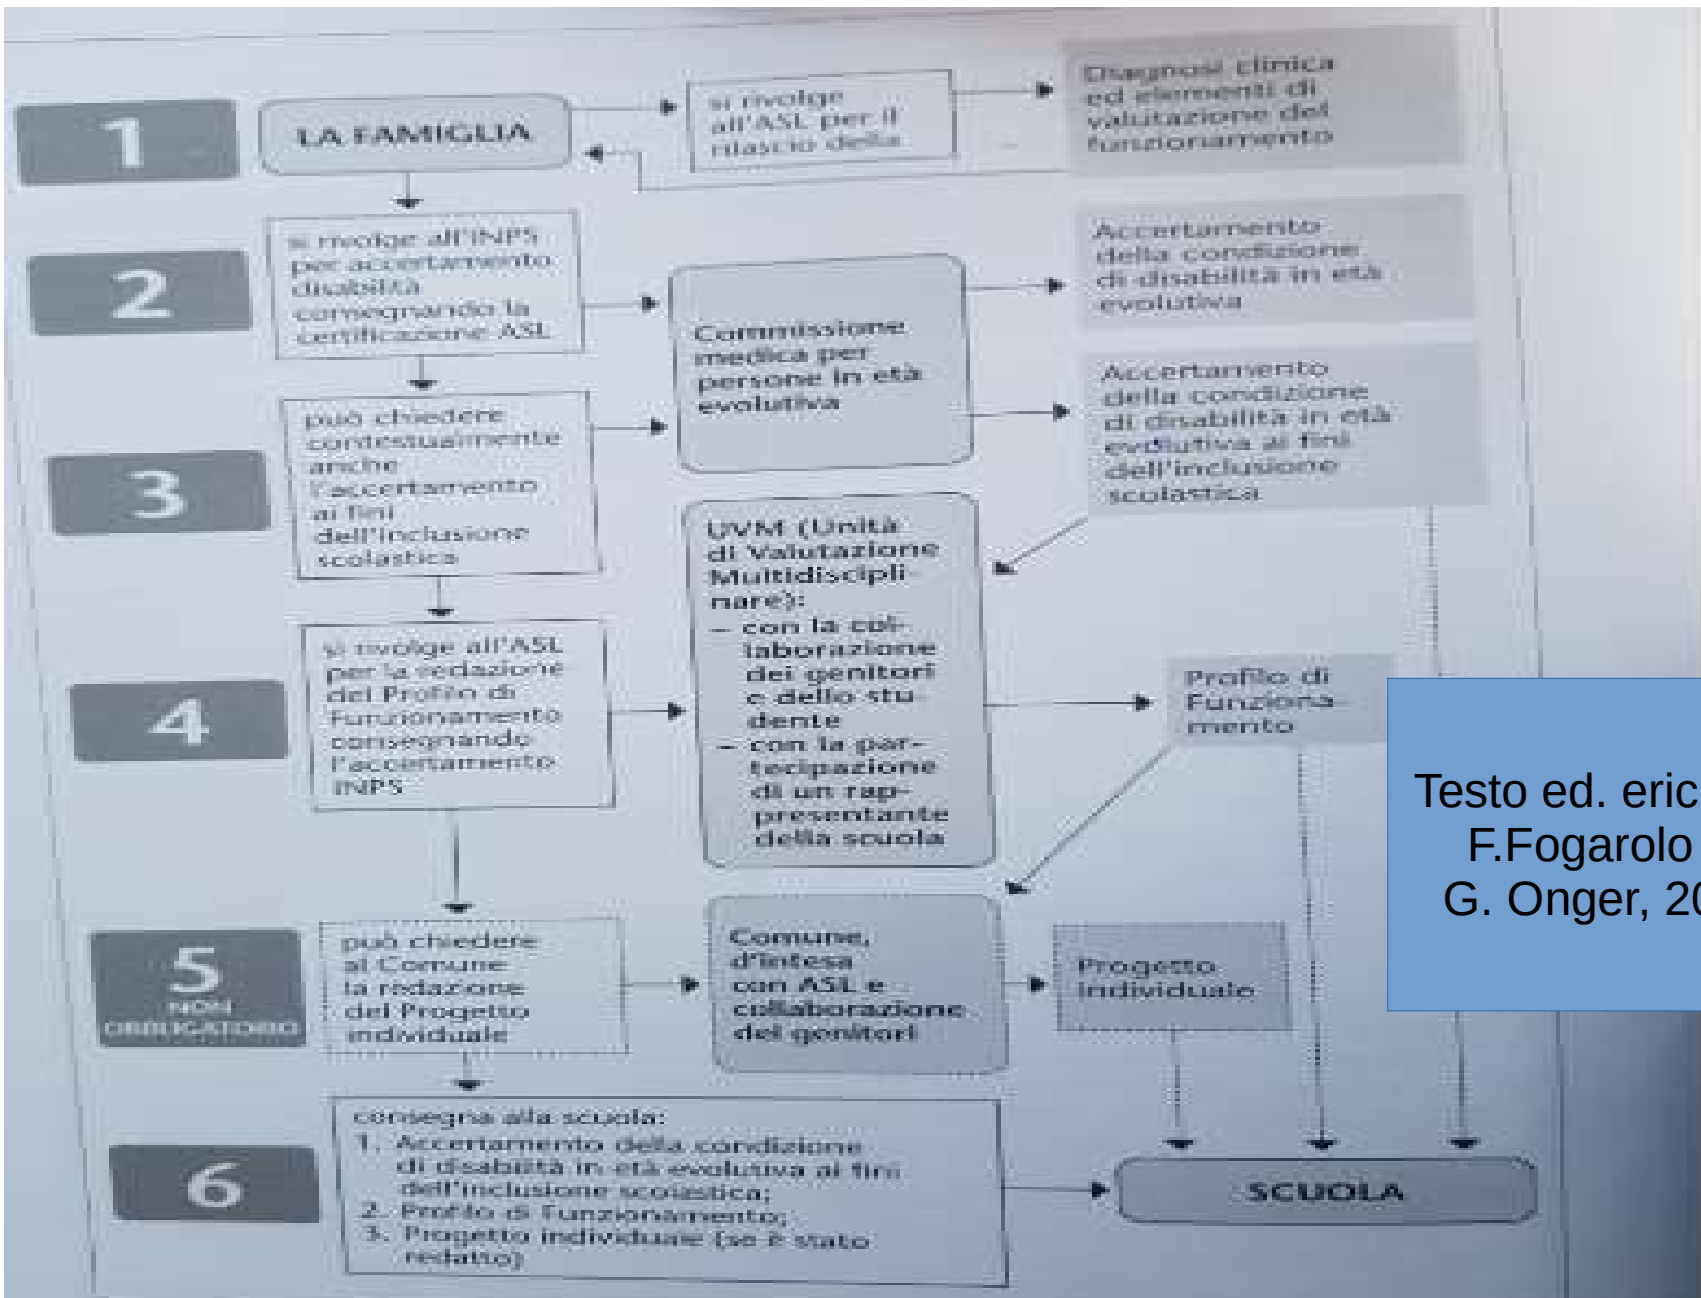 1
LA FAMIGLIA
si rivolge
all'ASL per il
rilascio della
Diagnosi clinica
ed elementi di
valutazione del
funzionamento
2
si rivolge all'INPS
per accertamento
disabilità
consegnando la
certificazione ASL
Commissione
medica per
persone in età
evolutiva
Accertamento
della condizione
di disabilità in età
evolutiva
3
può chiedere
contestualmente
anche
l'accertamento
ai fini
dell'inclusione
scolastica
Accertamento
della condizione
di disabilità in età
evolutiva ai fini
dell'inclusione
scolastica
4
si rivolge all'ASL
per la redazione
del Profilo di
Funzionamento
consegnando
l'accertamento
INPS
UVM (Unità
di Valutazione
Multidiscipli-
nare):
– con la col-
laborazione
dei genitori
e dello stu-
dente
– con la par-
tecipazione
di un rap-
presentante
della scuola
Profilo di
Funziona-
mento
Testo ed. eric
F.Fogarolo
G. Onger, 20
5
NON
OBBLIGATORIO
può chiedere
al Comune
la redazione
del Progetto
individuale
Comune,
d'intesa
con ASL e
collaborazione
dei genitori
Progetto
individuale
6
consegna alla scuola:
1. Accertamento della condizione
di disabilità in età evolutiva ai fini
dell'inclusione scolastica;
2. Profilo di Funzionamento;
3. Progetto individuale (se è stato
redatto)
SCUOLA